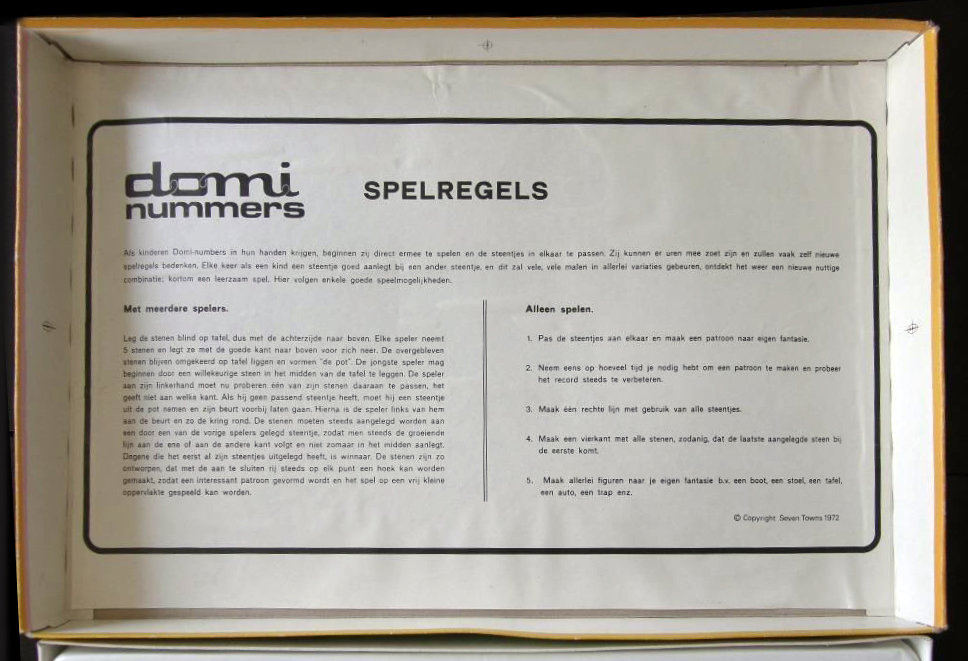 domi
nummers
SPELREGELS
Als kinderen Domi-numbers in hun handen krijgen, beginnen zij direct ermee te spelen en de steentjes in elkaar te passen. Zij kunnen er uren mee zoet zijn en zullen vaak zelf nieuwe
spelregels bedenken. Elke keer als een kind een steentje goed aanlegt bij een ander steentje, en dit zal vele, vele malen in allerlei variaties gebeuren, ontdekt het weer een nieuwe nuttige
combinatie; kortom een leerzaam spel. Hier volgen enkele goede speelmogelijkheden.
Met meerdere spelers.
Leg de stenen blind op tafel, dus met de achterzijde naar boven. Elke speler neemt
5 stenen en legt ze met de goede kant naar boven voor zich neer. De overgebleven
stenen blijven omgekeerd op tafel liggen en vormen "de pot". De jongste speler mag
beginnen door een willekeurige steen in het midden van de tafel te leggen. De speler
aan zijn linkerhand moet nu proberen één van zijn stenen daaraan te passen, het
geeft niet aan welke kant. Als hij geen passend steentje heeft, moet hij een steentje
uit de pot nemen en zijn beurt voorbij laten gaan. Hierna is de speler links van hem
aan de beurt en zo de kring rond. De stenen moeten steeds aangelegd worden aan
een door een van de vorige spelers gelegd steentje, zodat men steeds de groeiende
lijn aan de ene of aan de andere kant volgt en niet zomaar in het midden aanlegt.
Degene die het eerst al zijn steentjes uitgelegd heeft, is winnaar. De stenen zijn zo
ontworpen, dat met de aan te sluiten rij steeds op elk punt een hoek kan worden
gemaakt, zodat een interessant patroon gevormd wordt en het spel op een vrij kleine
oppervlakte gespeeld kan worden.
Alleen spelen.
1. Pas de steentjes aan elkaar en maak een patroon naar eigen fantasie.
2. Neem eens op hoeveel tijd je nodig hebt om een patroon te maken en probeer
het record steeds te verbeteren.
3. Maak één rechte lijn met gebruik van alle steentjes.
4. Maak een vierkant met alle stenen, zodanig, dat de laatste aangelegde steen bij
de eerste komt.
5. Maak allerlei figuren naar je eigen fantasie b.v. een boot, een stoel, een tafel,
een auto, een trap enz.
© Copyright Seven Towns 1972